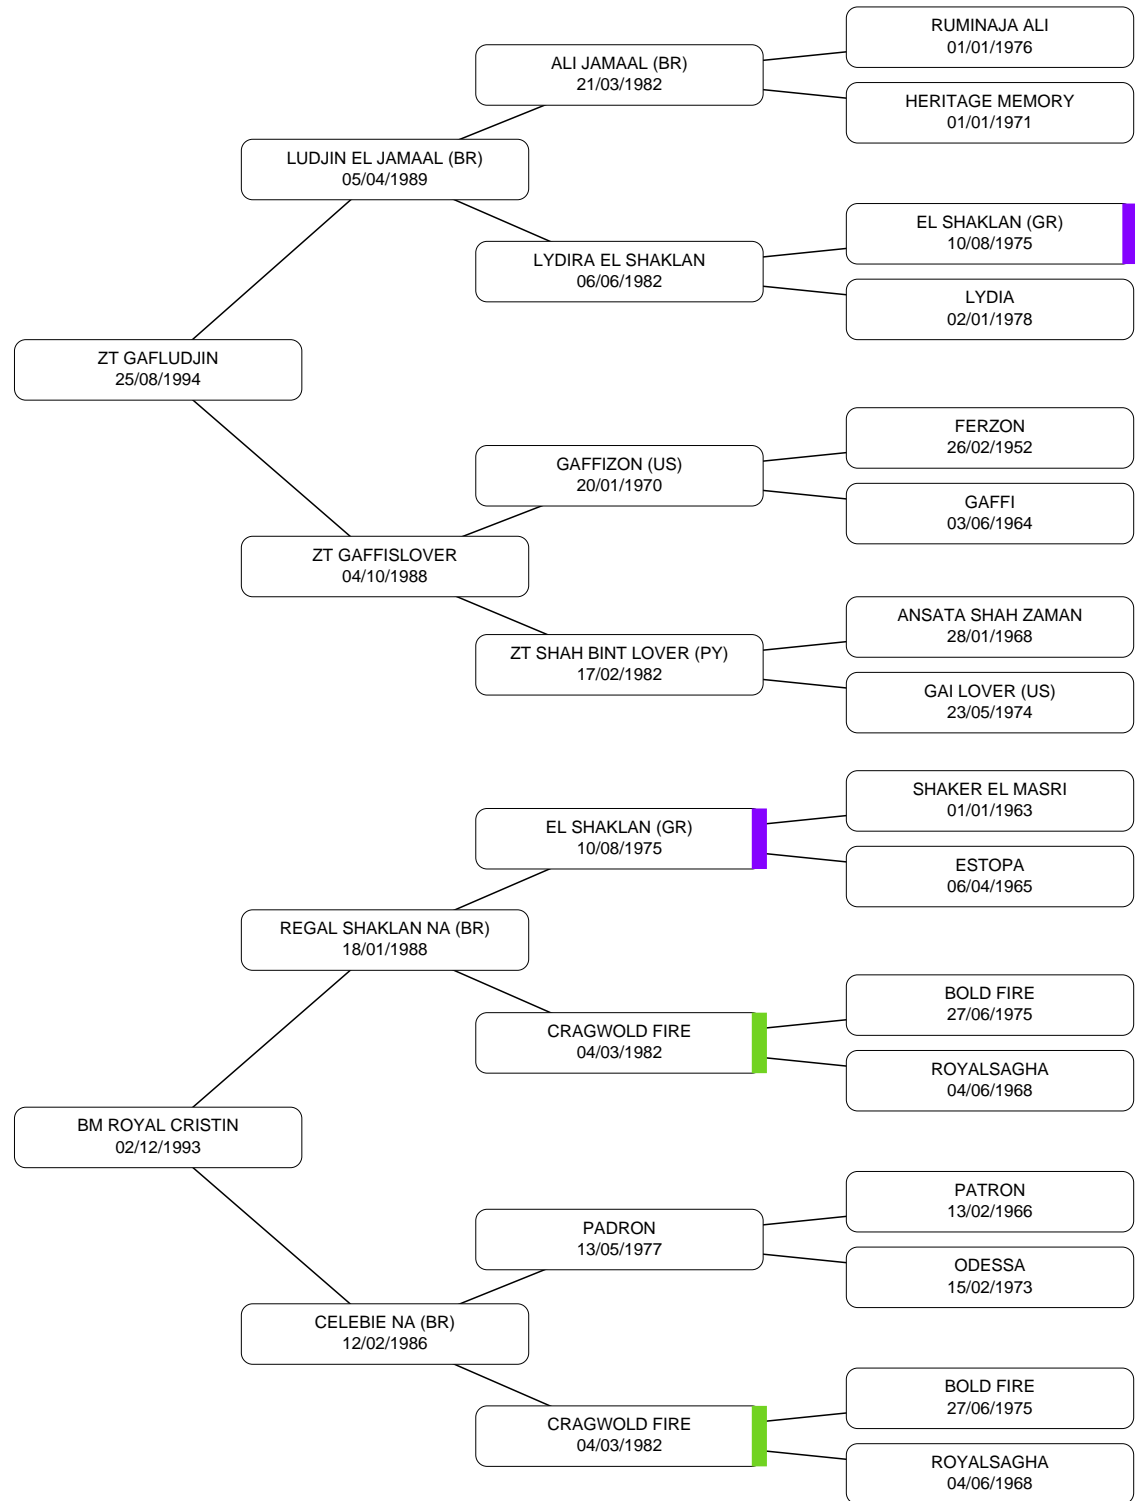 RUMINAJA ALI
01/01/1976
ALI JAMAAL (BR)
21/03/1982
HERITAGE MEMORY
01/01/1971
LUDJIN EL JAMAAL (BR)
05/04/1989
EL SHAKLAN (GR)
10/08/1975
LYDIRA EL SHAKLAN
06/06/1982
LYDIA
02/01/1978
ZT GAFLUDJIN
25/08/1994
FERZON
26/02/1952
GAFFIZON (US)
20/01/1970
GAFFI
03/06/1964
ZT GAFFISLOVER
04/10/1988
ANSATA SHAH ZAMAN
28/01/1968
ZT SHAH BINT LOVER (PY)
17/02/1982
GAI LOVER (US)
23/05/1974
SHAKER EL MASRI
01/01/1963
EL SHAKLAN (GR)
10/08/1975
ESTOPA
06/04/1965
REGAL SHAKLAN NA (BR)
18/01/1988
BOLD FIRE
27/06/1975
CRAGWOLD FIRE
04/03/1982
ROYALSAGHA
04/06/1968
BM ROYAL CRISTIN
02/12/1993
PATRON
13/02/1966
PADRON
13/05/1977
ODESSA
15/02/1973
CELEBIE NA (BR)
12/02/1986
BOLD FIRE
27/06/1975
CRAGWOLD FIRE
04/03/1982
ROYALSAGHA
04/06/1968